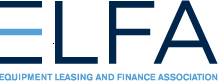 ELFA
EQUIPMENT LEASING AND FINANCE ASSOCIATION